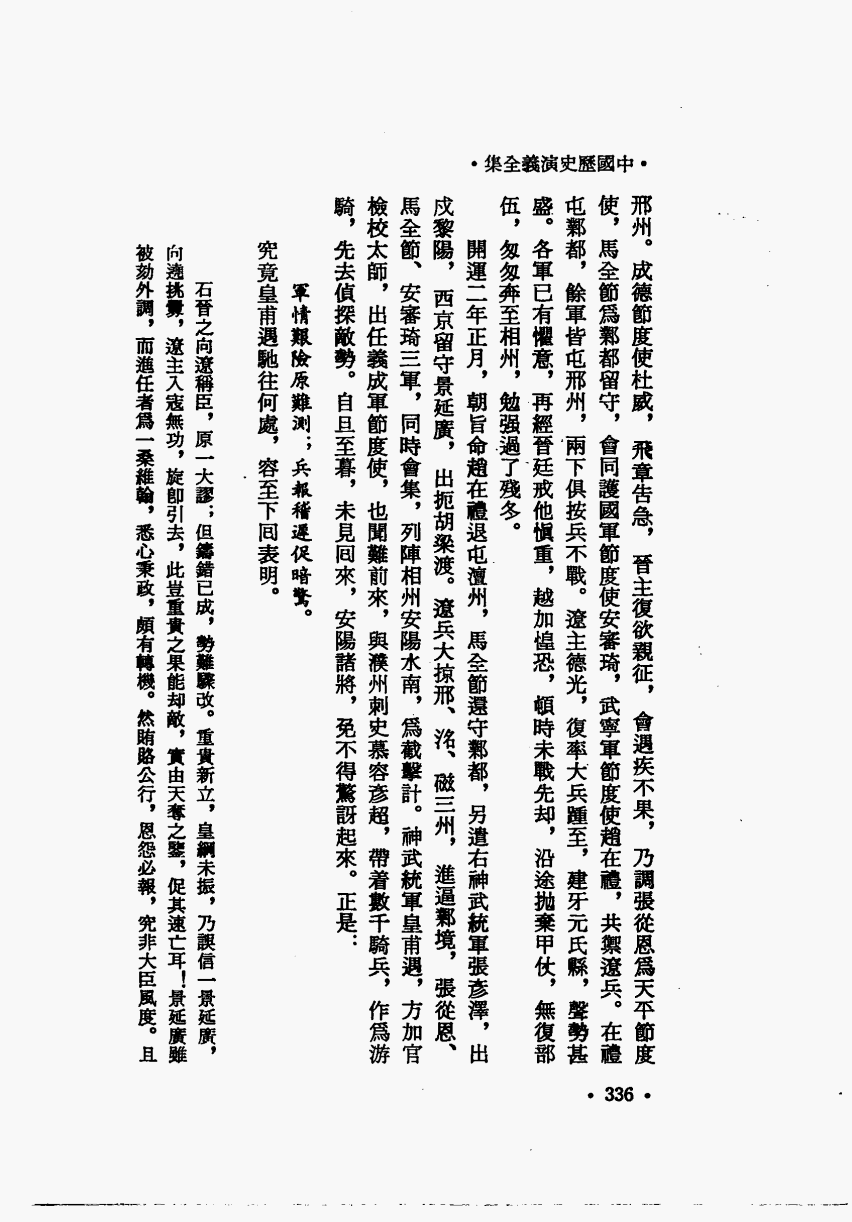 •中國歷史演義全集•
邢州。成德節度使杜威，飛章吿急，晉主復欲親征，會遇疾不果，乃調張從恩爲天平節度
使，馬全節爲鄴都留守，會同護國軍節度使安審琦，武寧軍節度使趙在禮，共禦遼兵。在禮
屯鄴都，餘軍皆屯邢州，兩下俱按兵不戰。遼主德光，復率大兵踵至，建牙元氏縣，聲勢甚
盛。各軍已有懼意，再經晉廷戒他愼重，越加惶恐，頓時未戰先却，沿途拋棄甲仗，無復部
伍，匆匆奔至相州，勉强過了殘冬。
開運二年正月，朝旨命趙在禮退屯澶州，馬全節還守鄴都，另遣右神武統軍張彥澤，出
戍黎陽，西京留守景延廣，出扼胡梁渡。遼兵大掠邢、洺、磁三州，進逼鄴境，張從恩、
馬全節、安審琦三軍，同時會集，列陣相州安陽水南，爲截擊計。神武統軍皇甫遇，方加官
檢校太師，出任義成軍節度使，也聞難前來，與濮州刺史慕容彥超，帶着數千騎兵，作爲游
騎，先去偵探敵勢。自旦至暮，未見囘來，安陽諸將，免不得驚訝起來。正是：
軍情艱險原難測；兵報稽遲促暗驚。
究竟皇甫遇馳往何處，容至下囘表明。
石晉之向遼稱臣，原一大謬；但鑄錯已成，勢難驟改。重貴新立，皇綱未振，乃誤信一景延廣，
向遼挑釁，遼主入寇無功，旋卽引去，此豈重貴之果能却敵，實由天奪之鑒，促其速亡耳！景延廣雖
被劾外調，而進任者爲一桑維翰，悉心秉政，頗有轉機。然賄賂公行，恩怨必報，究非大臣風度。且
•336•